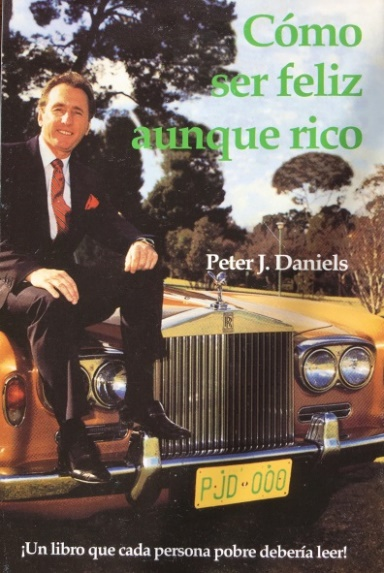 Cómo
ser feliz
aunque rico
Peter J. Daniels
PJD·000
¡Un libro que cada persona pobre debería leer!